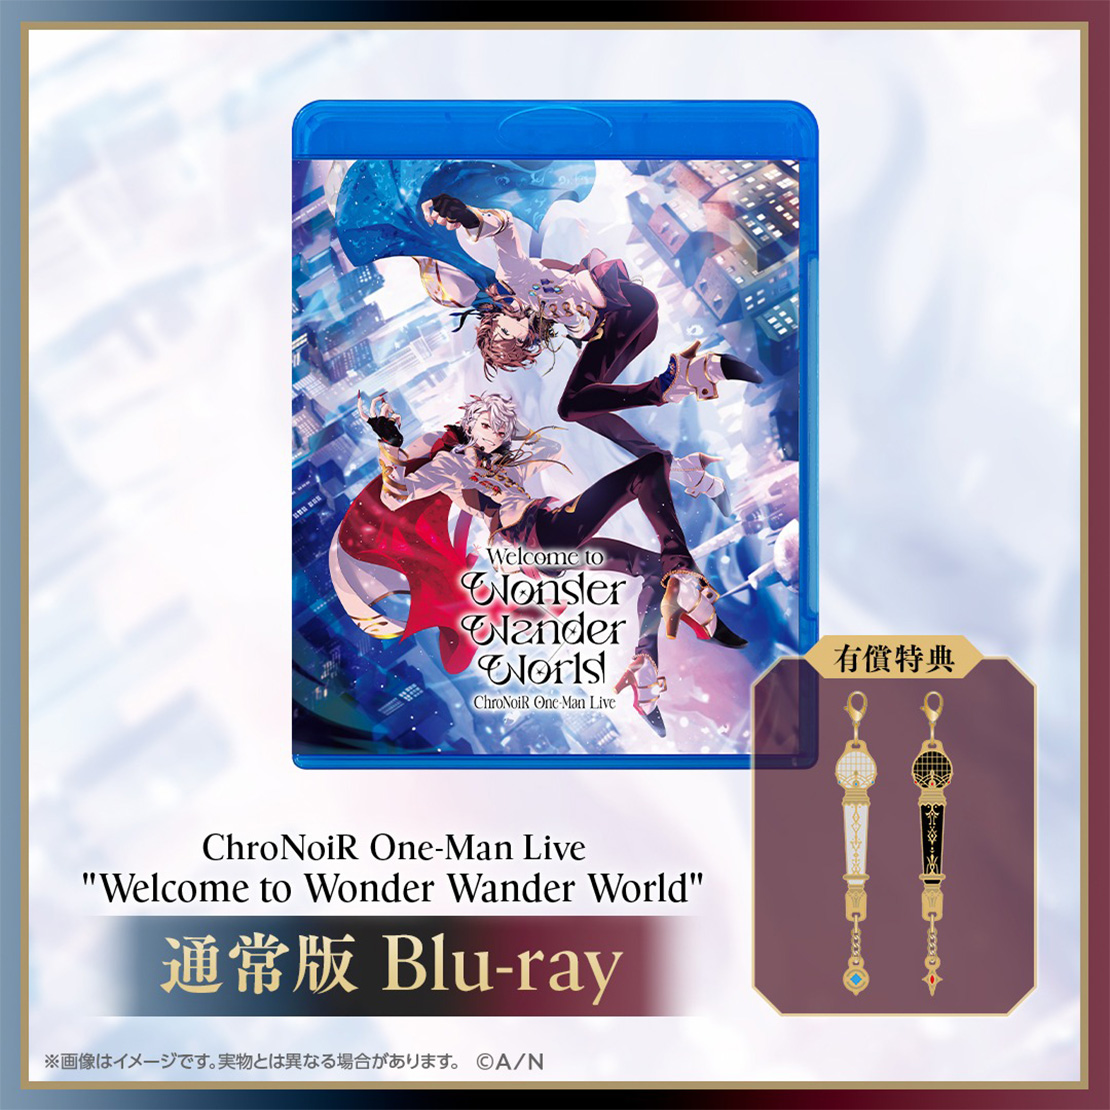 Welcome to
Wonder
Wander
World
ChroNoiR One-Man Live
有償特典
ChroNoiR One-Man Live
"Welcome to Wonder Wander World"
通常版 Blu-ray
※画像はイメージです。実物とは異なる場合があります。 ©A/N